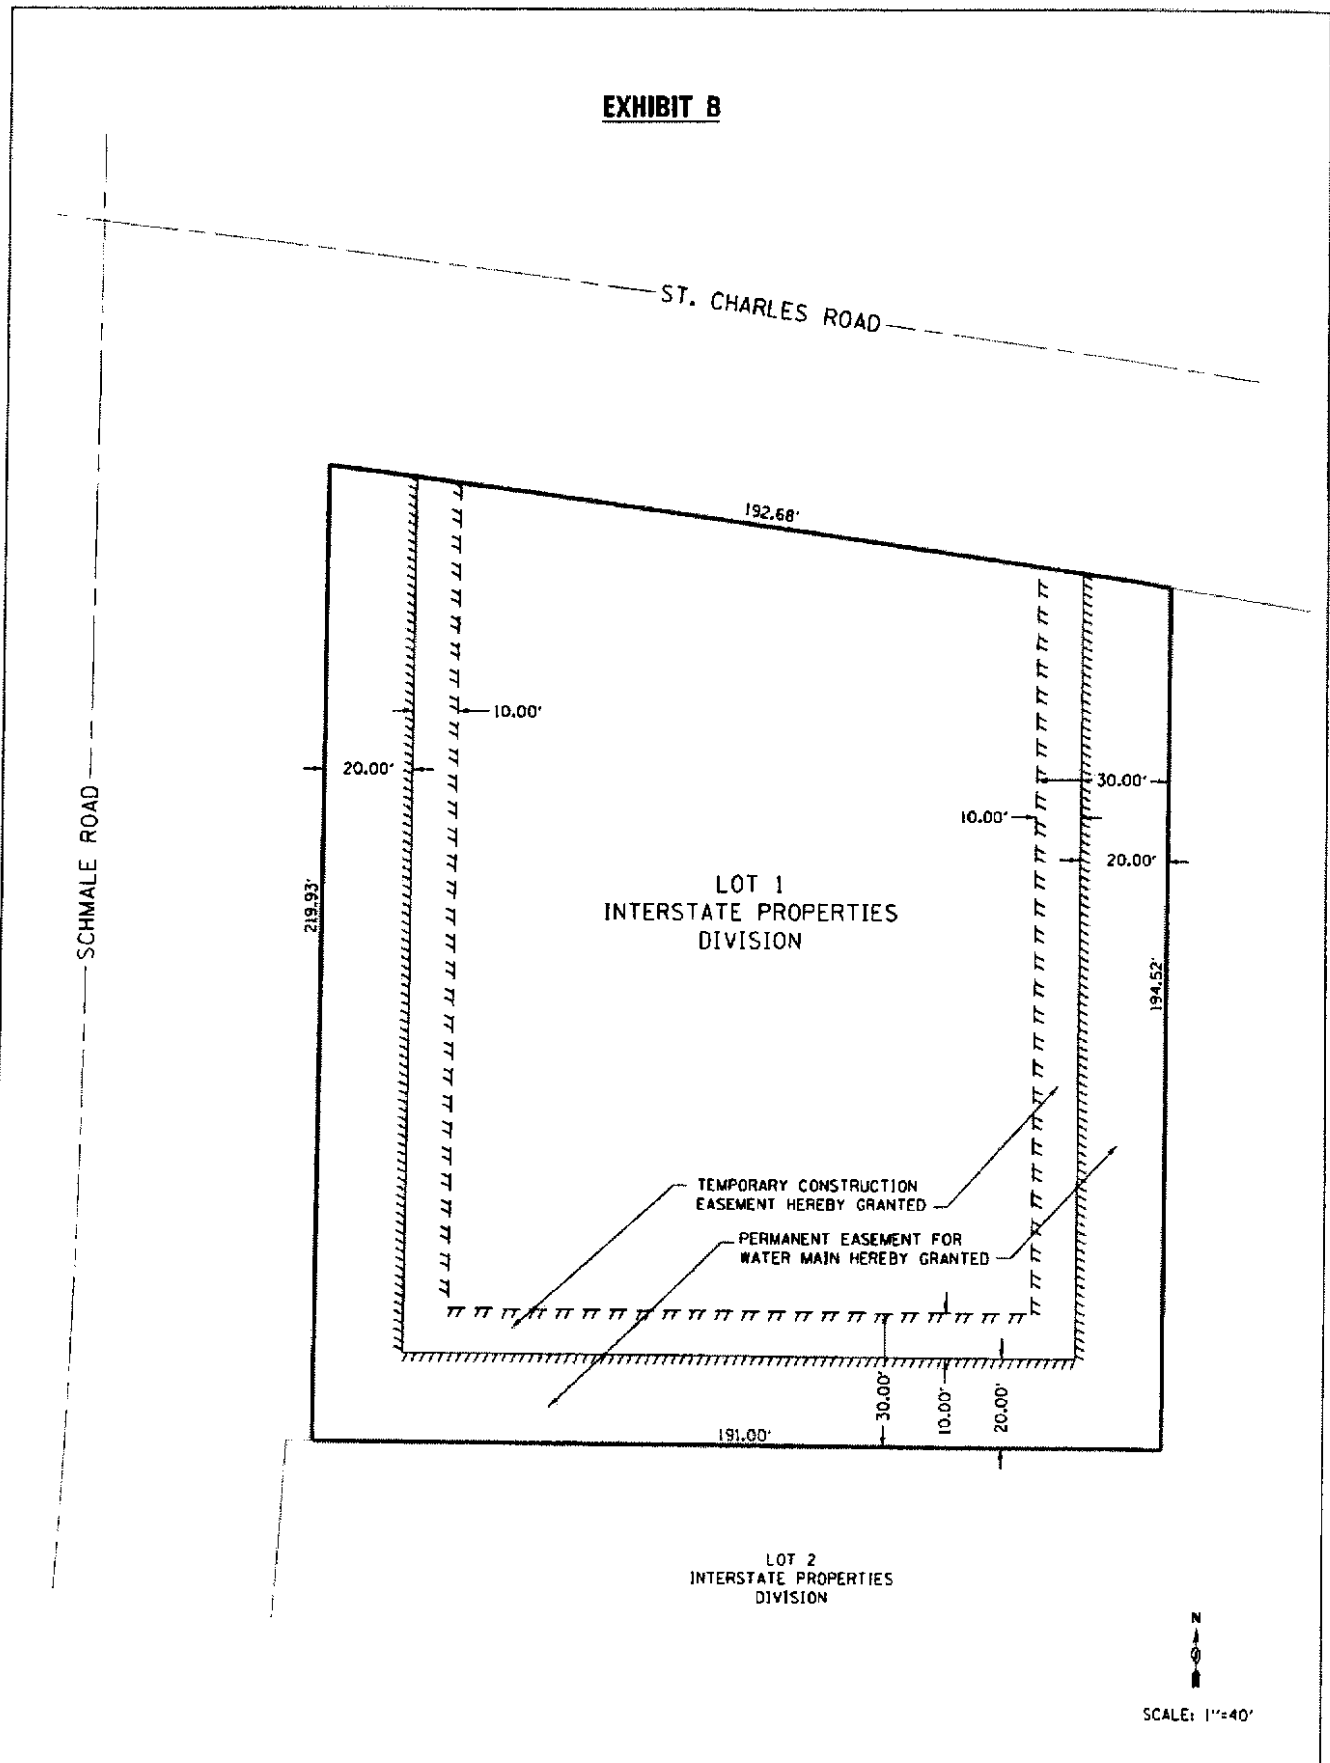 EXHIBIT B
ST. CHARLES ROAD
192.68'
10.00'
20.00'
30.00'
10.00'
20.00'
SCHMALE ROAD
219.93'
LOT 1
INTERSTATE PROPERTIES
DIVISION
194.52'
TEMPORARY CONSTRUCTION
EASEMENT HEREBY GRANTED
PERMANENT EASEMENT FOR
WATER MAIN HEREBY GRANTED
30.00'
10.00'
20.00'
191.00'
LOT 2
INTERSTATE PROPERTIES
DIVISION
N
SCALE: 1"=40'